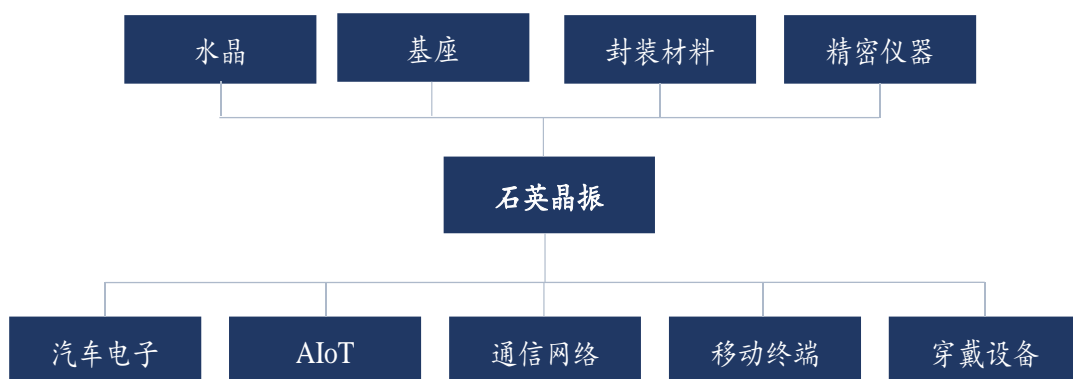 水晶
基座
封装材料
精密仪器
石英晶振
汽车电子
AIoT
通信网络
移动终端
穿戴设备